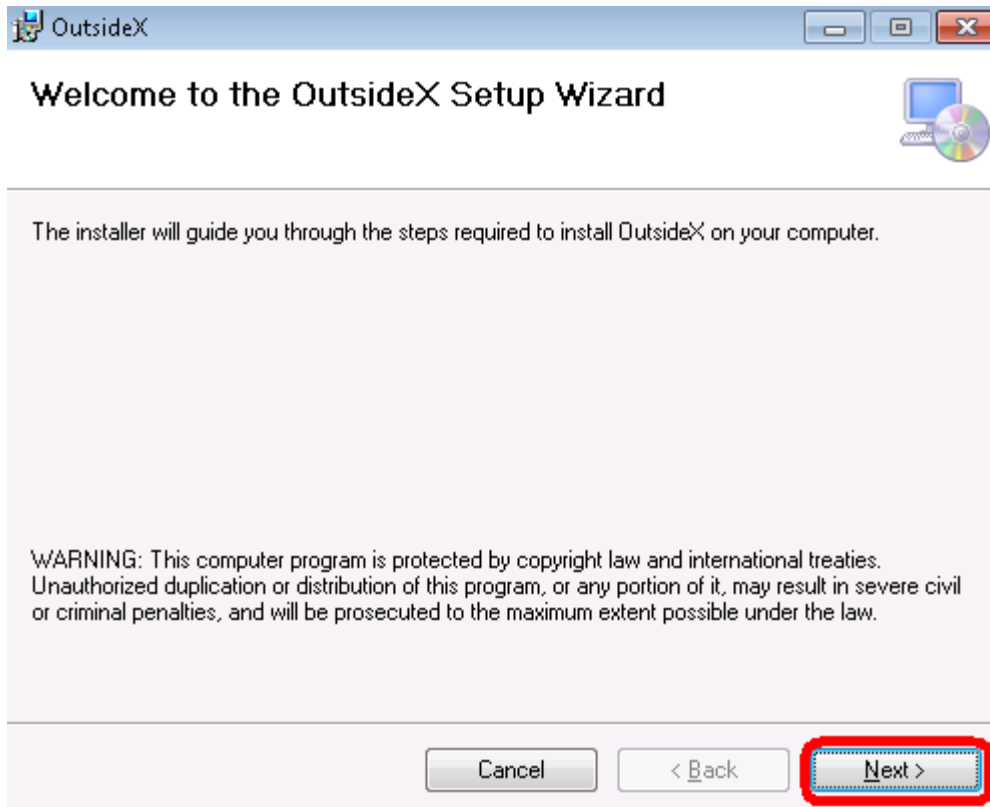 OutsideX
Welcome to the OutsideX Setup Wizard
The installer will guide you through the steps required to install OutsideX on your computer.
WARNING: This computer program is protected by copyright law and international treaties.
Unauthorized duplication or distribution of this program, or any portion of it, may result in severe civil
or criminal penalties, and will be prosecuted to the maximum extent possible under the law.
Cancel < Back Next >